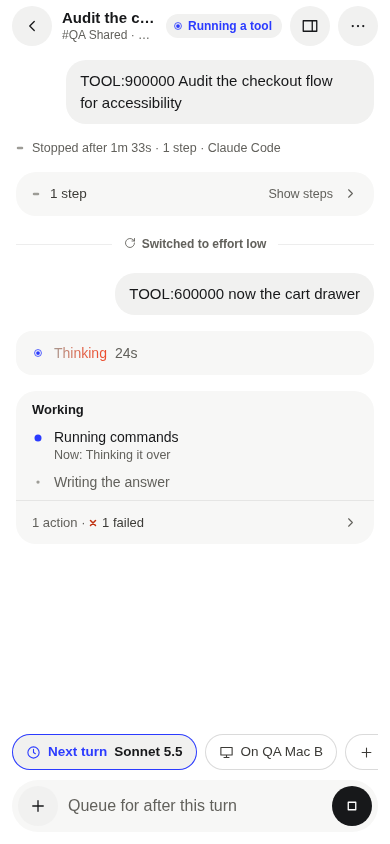 Audit the c…
Running a tool
#QA Shared · …
TOOL:900000 Audit the checkout flow
for accessibility
Stopped after 1m 33s · 1 step · Claude Code
1 step
Show steps
Switched to effort low
TOOL:600000 now the cart drawer
Thinking 24s
Working
Running commands
Now: Thinking it over
Writing the answer
1 action · × 1 failed
Next turn Sonnet 5.5
On QA Mac B
Queue for after this turn